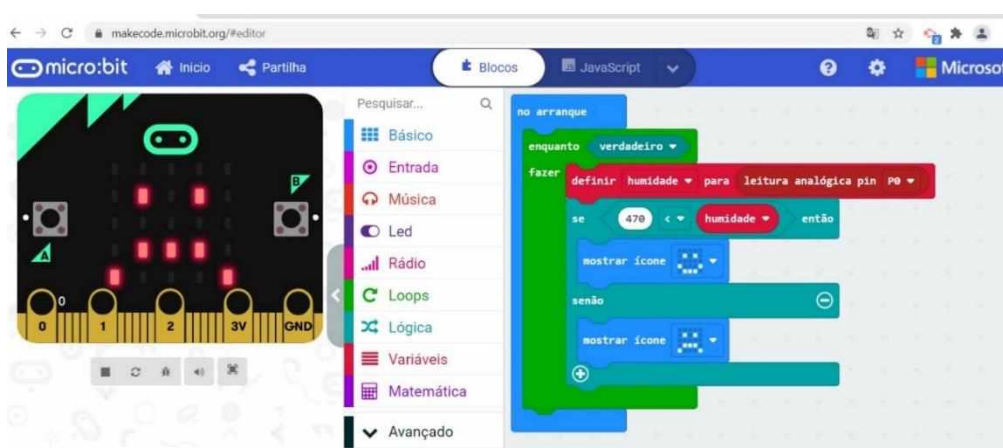 makecode.microbit.org/#editor
micro:bit Início Partilha Blocos JavaScript Microsof
Pesquisar...
Básico
Entrada
Música
Led
Rádio
Loops
Lógica
Variáveis
Matemática
Avançado
B
A
0
0 1 2 3V GND
no arranque
enquanto verdadeiro
fazer
definir humidade para leitura analógica pin P0
se 470 < humidade então
mostrar ícone
senão
mostrar ícone